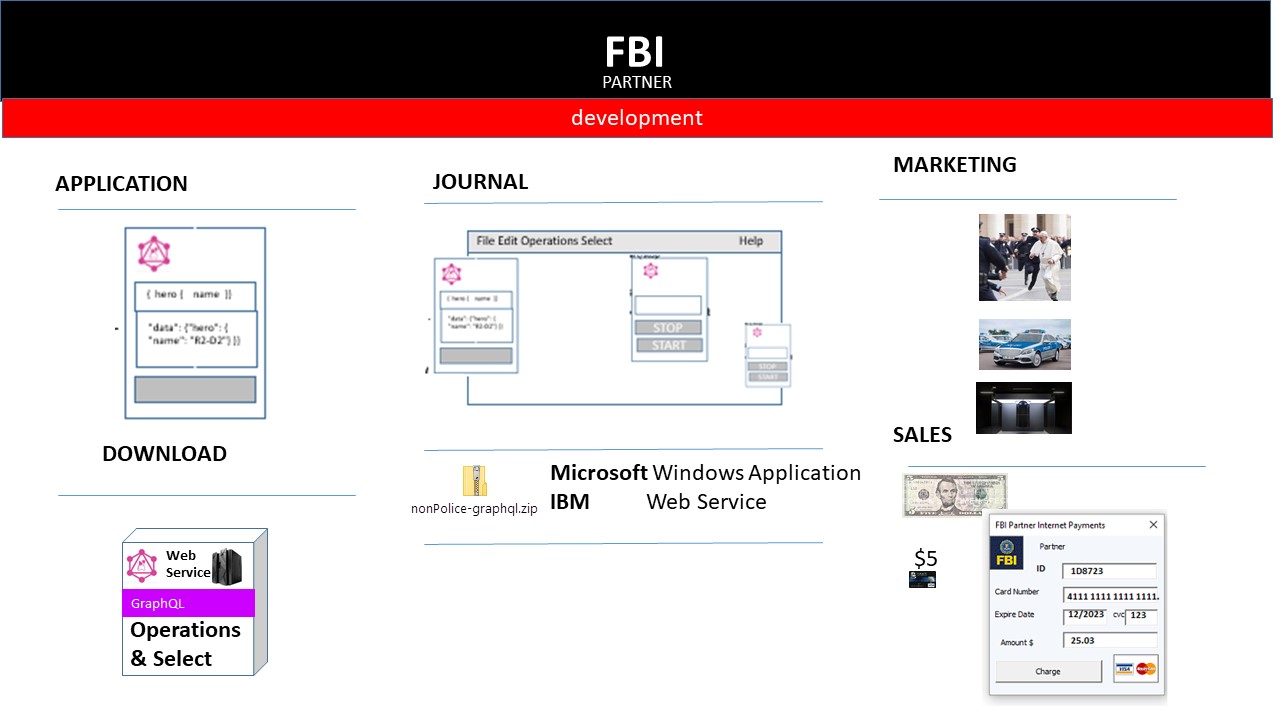 FBI
PARTNER
development
APPLICATION
{ hero { name }}
"data": {"hero": {
"name": "R2-D2"} ]}
DOWNLOAD
Web
Service
GraphQL
Operations
& Select
JOURNAL
File Edit Operations Select Help
{ hero { name }}
"data": {"hero": {
"name": "R2-D2"} ]}
STOP
START
STOP
START
nonPolice-graphql.zip
Microsoft Windows Application
IBM Web Service
MARKETING
SALES
$5
FBI Partner Internet Payments
FBI
Partner
ID 1D8723
Card Number 4111 1111 1111 1111.
Expire Date 12/2023 cvc 123
Amount $ 25.03
Charge
VISA MasterCard